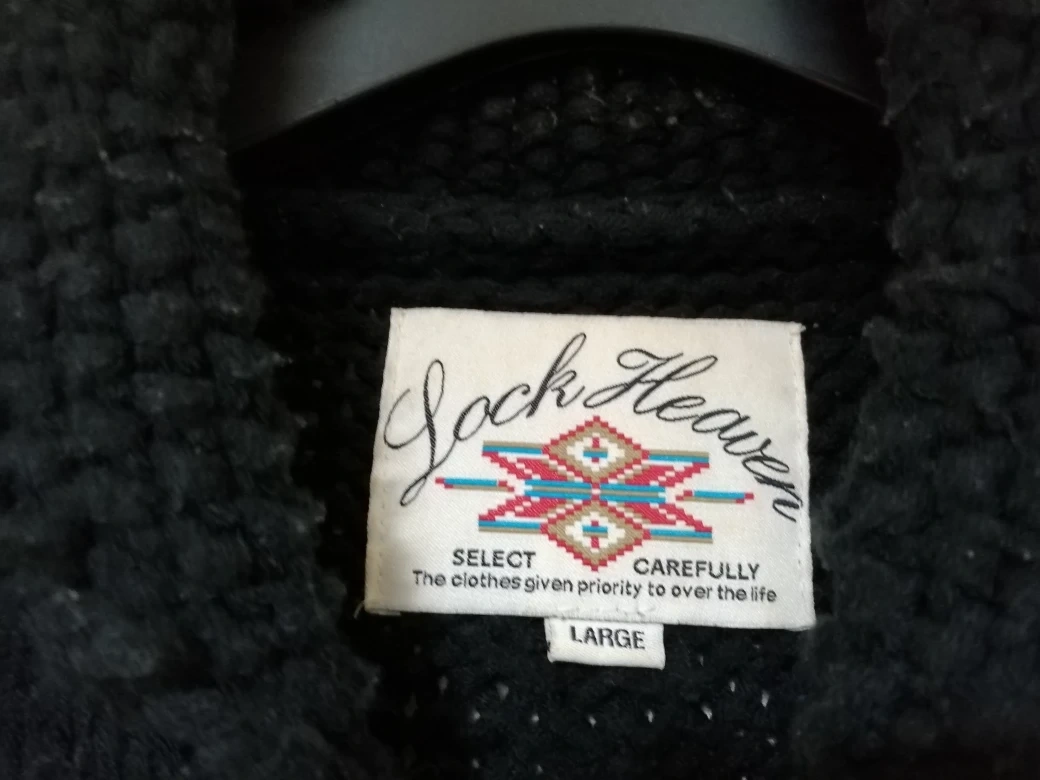 Lock Heaven
SELECT CAREFULLY
The clothes given priority to over the life
LARGE